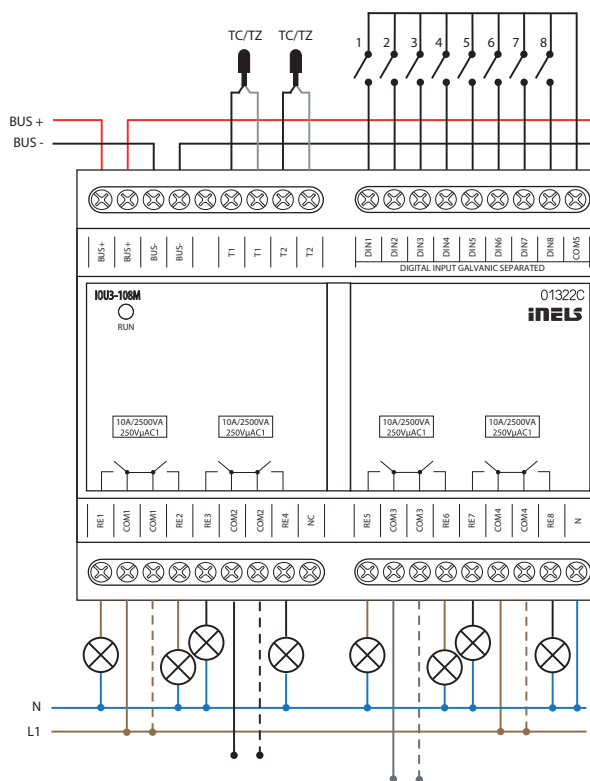 TC/TZ TC/TZ 1 2 3 4 5 6 7 8
BUS +
BUS -
BUS+ BUS+ BUS- BUS- T1 T1 T2 T2 DIN1 DIN2 DIN3 DIN4 DIN5 DIN6 DIN7 DIN8 COM5
DIGITAL INPUT GALVANIC SEPARATED
IOU3-108M 01322C
RUN iNELS
10A/2500VA 10A/2500VA 10A/2500VA 10A/2500VA
250VµAC1 250VµAC1 250VµAC1 250VµAC1
RE1 COM1 COM1 RE2 RE3 COM2 COM2 RE4 NC RE5 COM3 COM3 RE6 RE7 COM4 COM4 RE8 N
N
L1